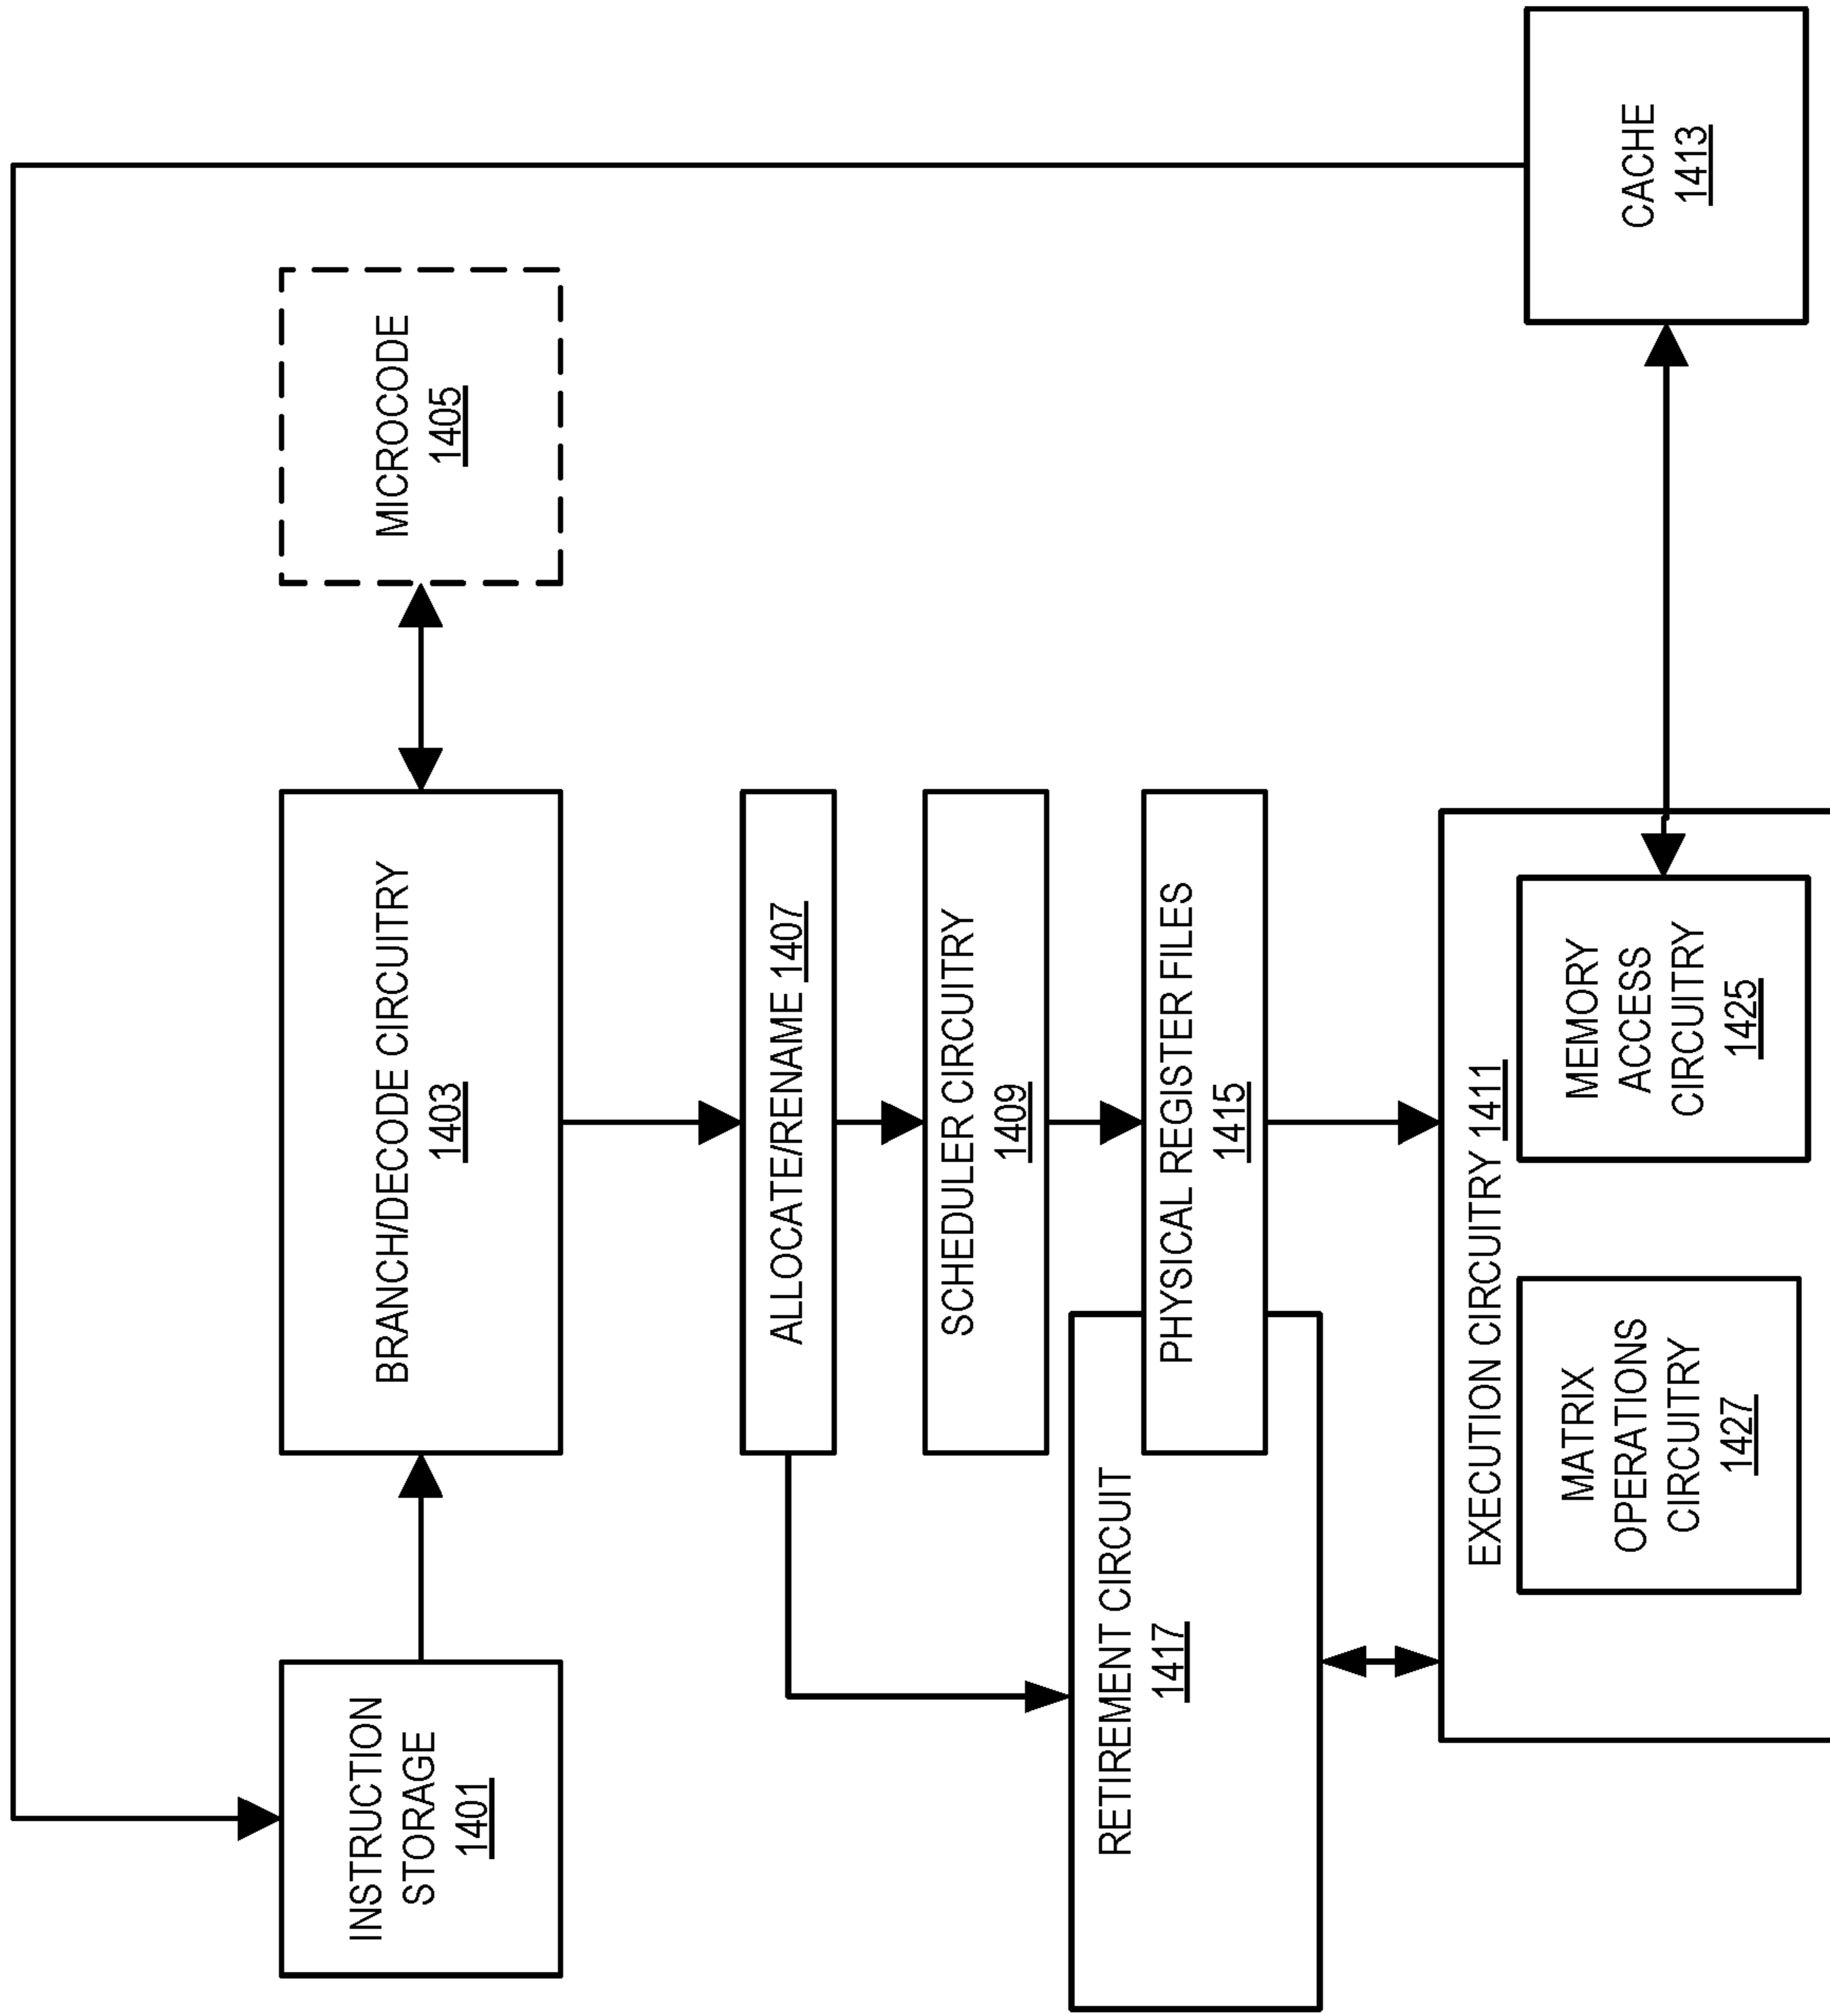 INSTRUCTION
STORAGE
1401
BRANCH/DECODE CIRCUITRY
1403
MICROCODE
1405
ALLOCATE/RENAME 1407
SCHEDULER CIRCUITRY
1409
RETIREMENT CIRCUIT
1417
PHYSICAL REGISTER FILES
1415
EXECUTION CIRCUITRY 1411
MATRIX
OPERATIONS
CIRCUITRY
1427
MEMORY
ACCESS
CIRCUITRY
1425
CACHE
1413